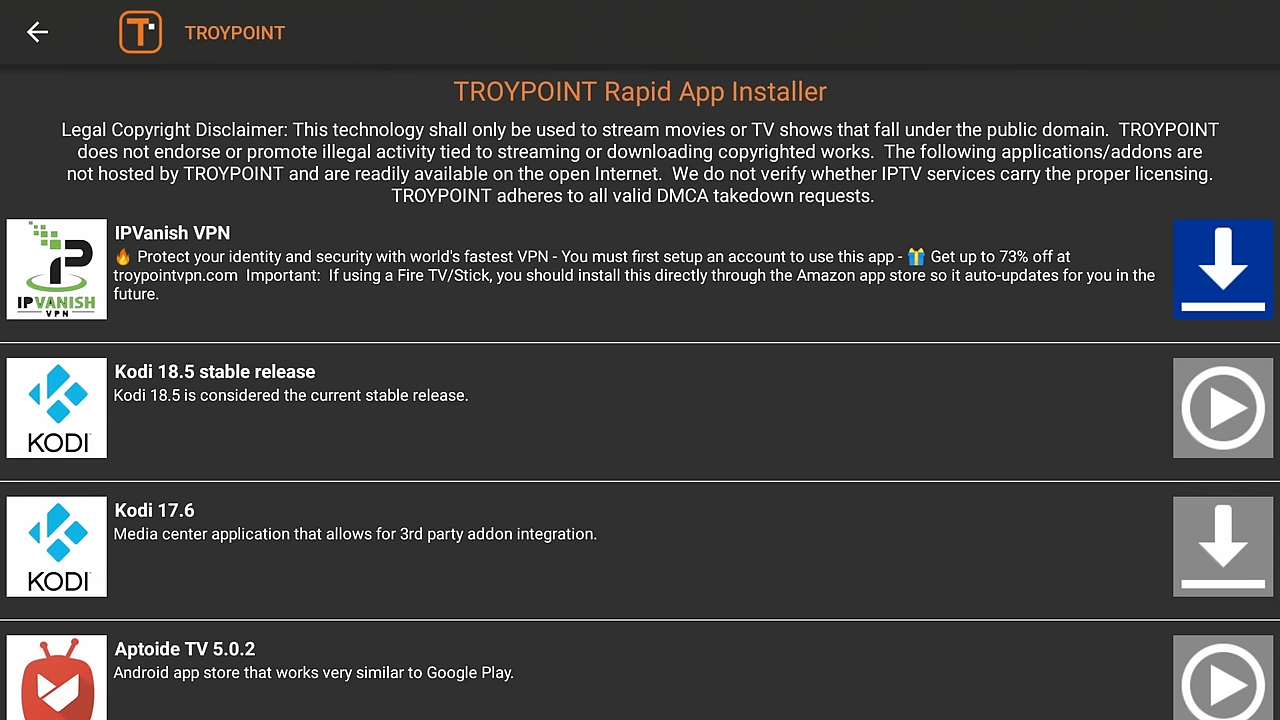 TROYPOINT
TROYPOINT Rapid App Installer
Legal Copyright Disclaimer: This technology shall only be used to stream movies or TV shows that fall under the public domain.  TROYPOINT
does not endorse or promote illegal activity tied to streaming or downloading copyrighted works.  The following applications/addons are
not hosted by TROYPOINT and are readily available on the open Internet.  We do not verify whether IPTV services carry the proper licensing.
TROYPOINT adheres to all valid DMCA takedown requests.
IPVanish VPN
🔥 Protect your identity and security with world's fastest VPN - You must first setup an account to use this app - 🎁 Get up to 73% off at
troypointvpn.com  Important:  If using a Fire TV/Stick, you should install this directly through the Amazon app store so it auto-updates for you in the
future.
IPVANISH
VPN
Kodi 18.5 stable release
Kodi 18.5 is considered the current stable release.
KODI
Kodi 17.6
Media center application that allows for 3rd party addon integration.
KODI
Aptoide TV 5.0.2
Android app store that works very similar to Google Play.